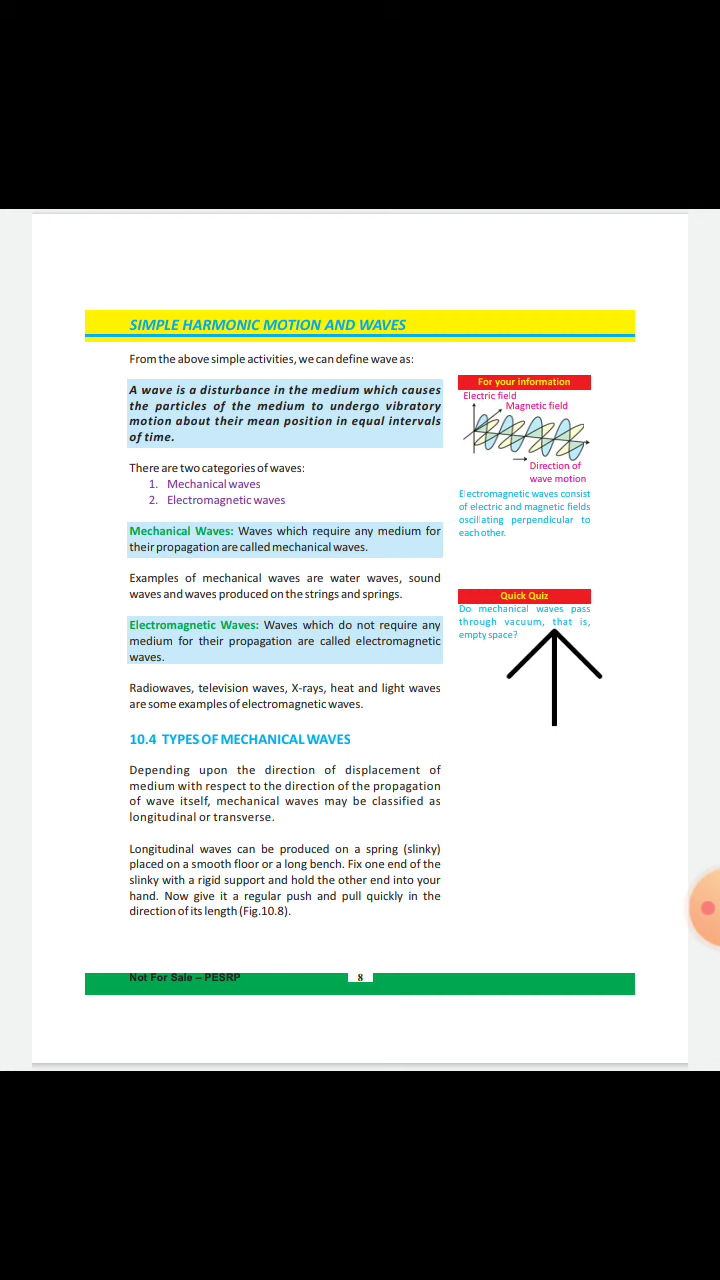 SIMPLE HARMONIC MOTION AND WAVES
From the above simple activities, we can define wave as:
A wave is a disturbance in the medium which causes
the particles of the medium to undergo vibratory
motion about their mean position in equal intervals
of time.
There are two categories of waves:
1. Mechanical waves
2. Electromagnetic waves
Mechanical Waves: Waves which require any medium for
their propagation are called mechanical waves.
Examples of mechanical waves are water waves, sound
waves and waves produced on the strings and springs.
Electromagnetic Waves: Waves which do not require any
medium for their propagation are called electromagnetic
waves.
Radiowaves, television waves, X-rays, heat and light waves
are some examples of electromagnetic waves.
10.4 TYPES OF MECHANICAL WAVES
Depending upon the direction of displacement of
medium with respect to the direction of the propagation
of wave itself, mechanical waves may be classified as
longitudinal or transverse.
Longitudinal waves can be produced on a spring (slinky)
placed on a smooth floor or a long bench. Fix one end of the
slinky with a rigid support and hold the other end into your
hand. Now give it a regular push and pull quickly in the
direction of its length (Fig.10.8).
For your information
Electric field
Magnetic field
Direction of
wave motion
Electromagnetic waves consist
of electric and magnetic fields
oscillating perpendicular to
each other.
Quick Quiz
Do mechanical waves pass
through vacuum, that is,
empty space?
Not For Sale – PESRP
8